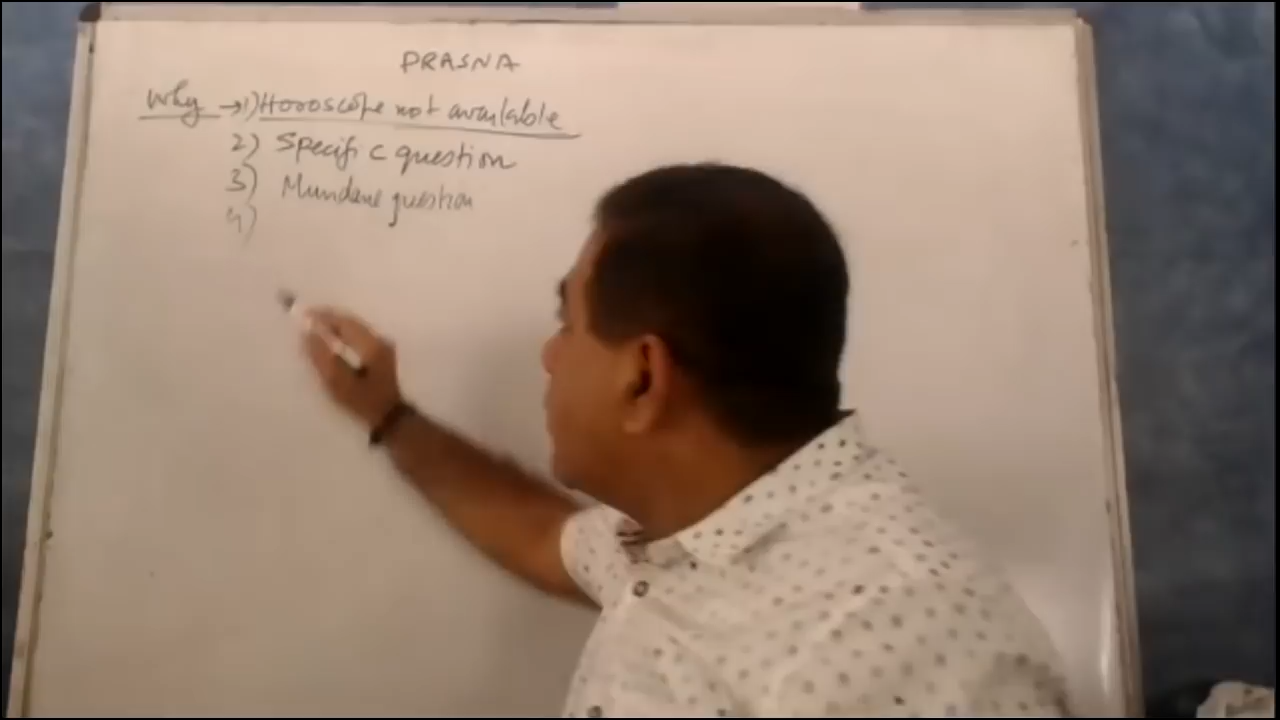 PRASNA
Why →1) Horoscope not available
2) Specific question
3) Mundane question
4)